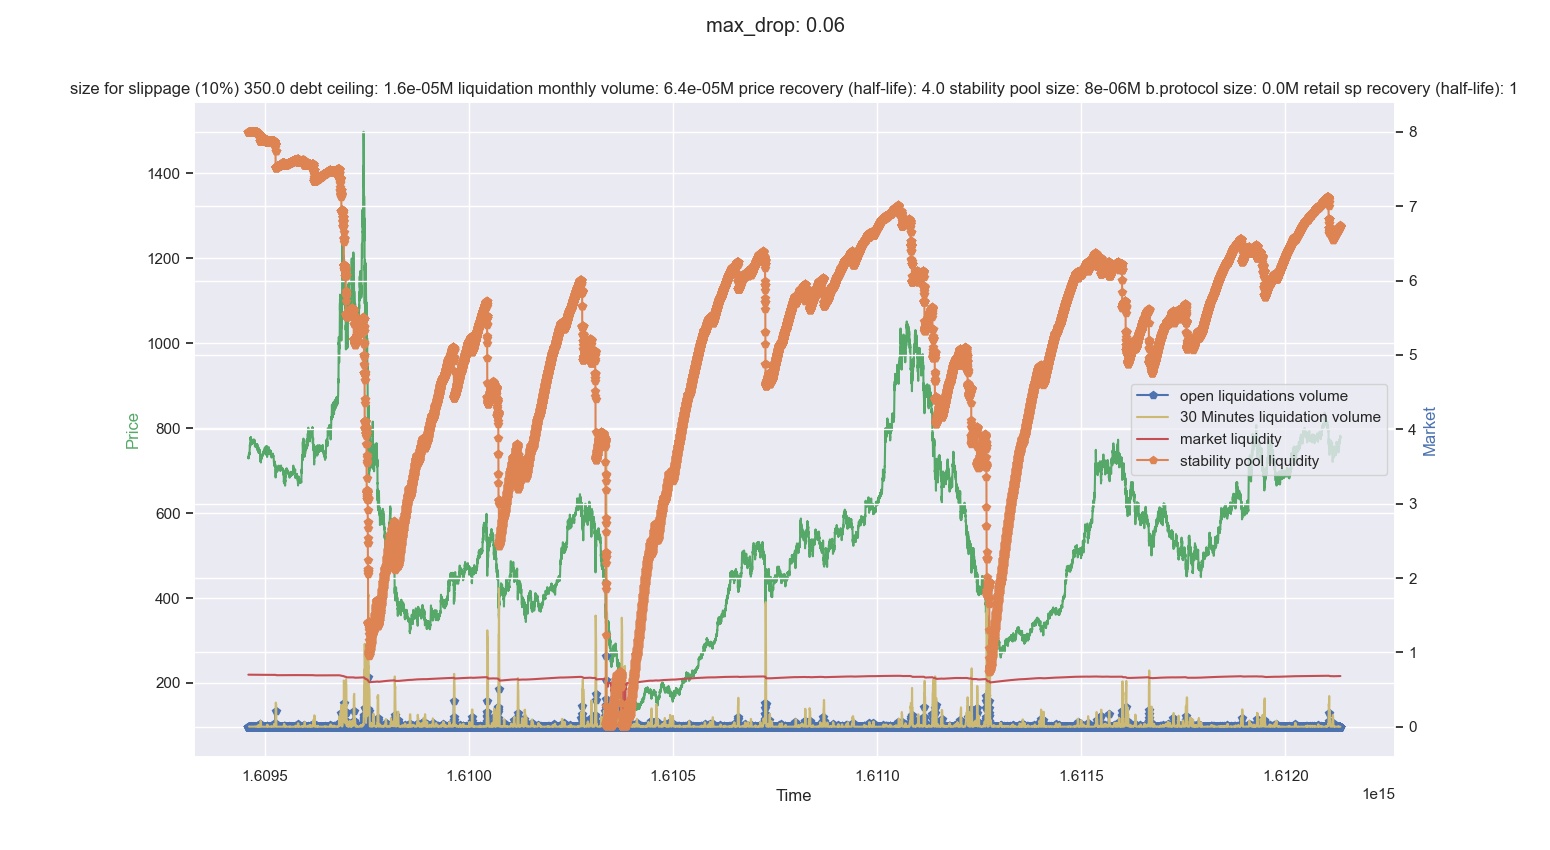 max_drop: 0.06
size for slippage (10%) 350.0 debt ceiling: 1.6e-05M liquidation monthly volume: 6.4e-05M price recovery (half-life): 4.0 stability pool size: 8e-06M b.protocol size: 0.0M retail sp recovery (half-life): 1
1400
1200
1000
800
600
400
200
Price
8
7
6
5
4
3
2
1
0
Market
open liquidations volume
30 Minutes liquidation volume
market liquidity
stability pool liquidity
1.6095
1.6100
1.6105
1.6110
1.6115
1.6120
Time
1e15